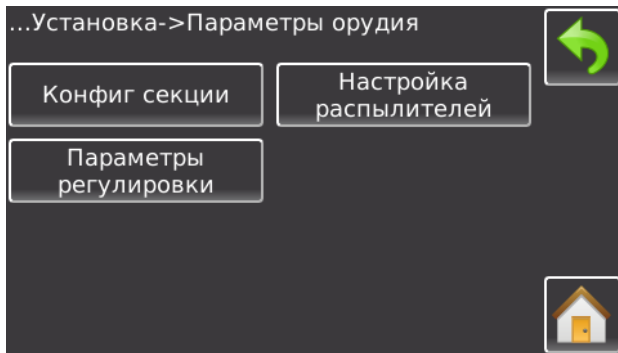 ...Установка->Параметры орудия
Конфиг секции
Настройка
распылителей
Параметры
регулировки